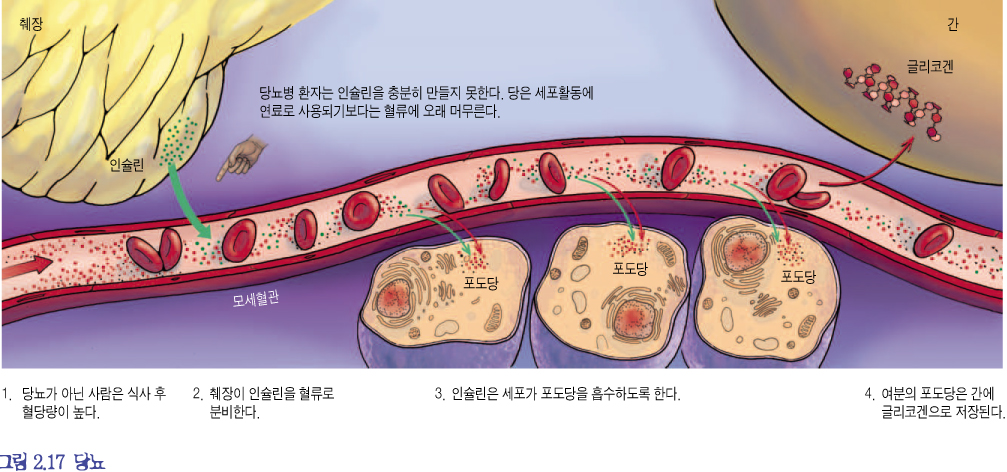 췌장
간
글리코겐
당뇨병 환자는 인슐린을 충분히 만들지 못한다. 당은 세포활동에
연료로 사용되기보다는 혈류에 오래 머무른다.
인슐린
포도당
포도당
포도당
모세혈관
1. 당뇨가 아닌 사람은 식사 후
혈당량이 높다.
2. 췌장이 인슐린을 혈류로
분비한다.
3. 인슐린은 세포가 포도당을 흡수하도록 한다.
4. 여분의 포도당은 간에
글리코겐으로 저장된다.
그림 2.17 당뇨